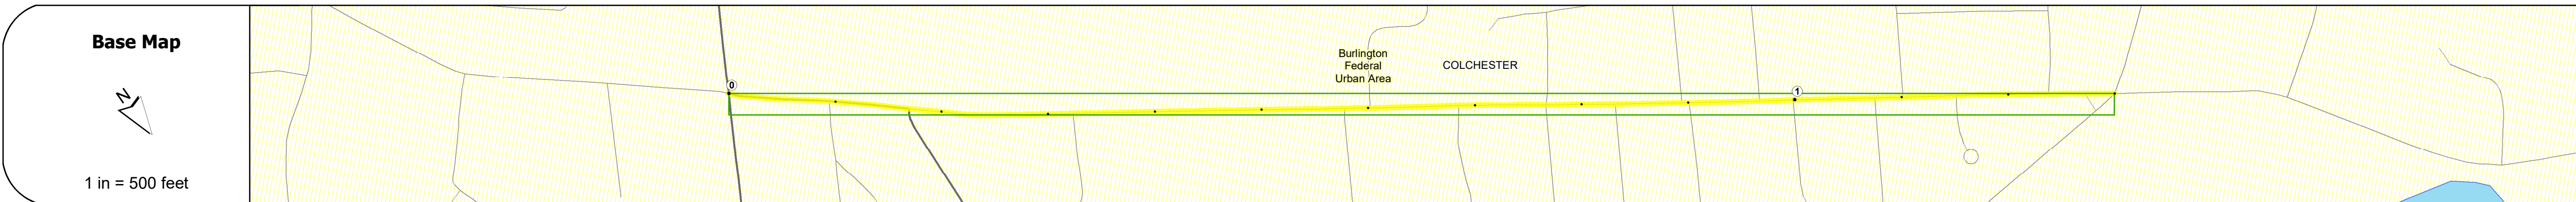 Base Map
N
1 in = 500 feet
0
Burlington
Federal
Urban Area
COLCHESTER
1